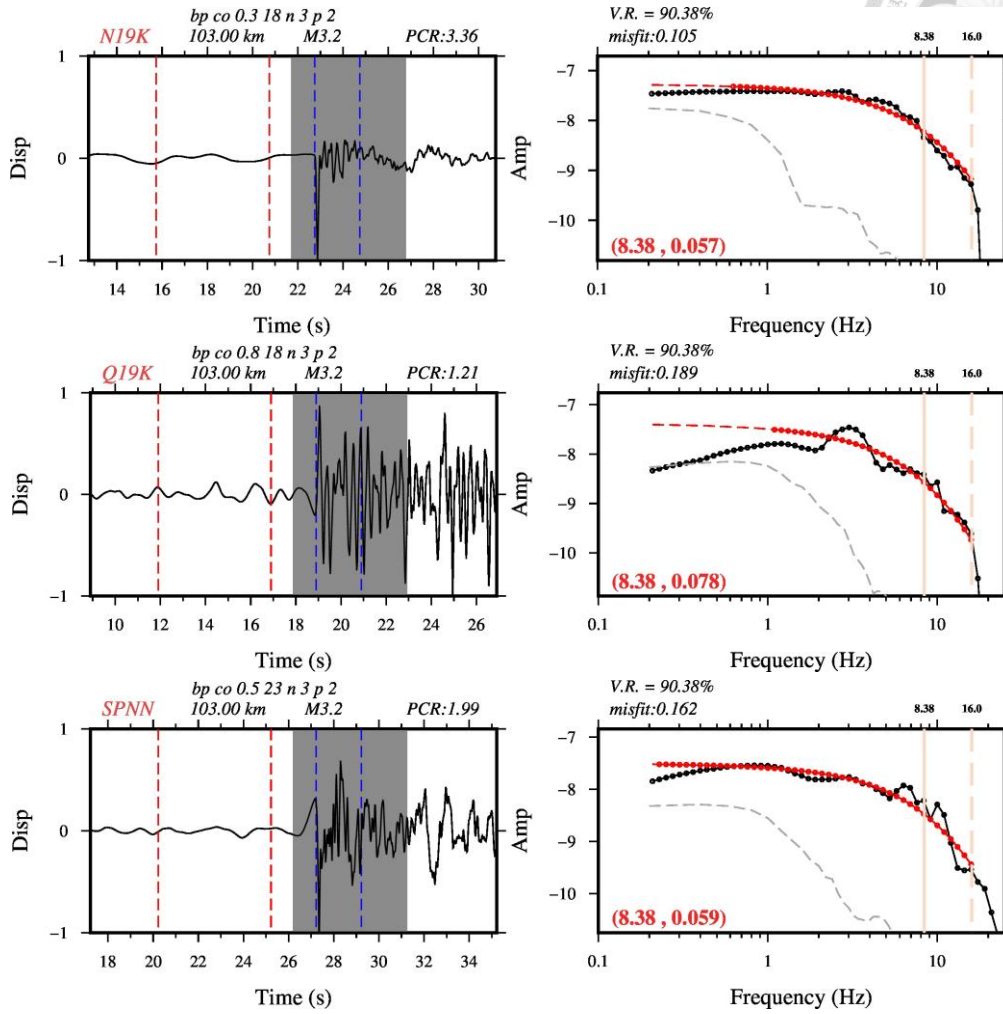 bp co 0.3 18 n 3 p 2
N19K 103.00 km M3.2 PCR:3.36
1
0
−1
Disp
14 16 18 20 22 24 26 28 30
Time (s)
V.R. = 90.38%
misfit:0.105
8.38 16.0
-7
-8
-9
-10
Amp
(8.38 , 0.057)
0.1 1 10
Frequency (Hz)
bp co 0.8 18 n 3 p 2
Q19K 103.00 km M3.2 PCR:1.21
1
0
−1
Disp
10 12 14 16 18 20 22 24 26
Time (s)
V.R. = 90.38%
misfit:0.189
8.38 16.0
-7
-8
-9
-10
Amp
(8.38 , 0.078)
0.1 1 10
Frequency (Hz)
bp co 0.5 23 n 3 p 2
SPNN 103.00 km M3.2 PCR:1.99
1
0
−1
Disp
18 20 22 24 26 28 30 32 34
Time (s)
V.R. = 90.38%
misfit:0.162
8.38 16.0
-7
-8
-9
-10
Amp
(8.38 , 0.059)
0.1 1 10
Frequency (Hz)